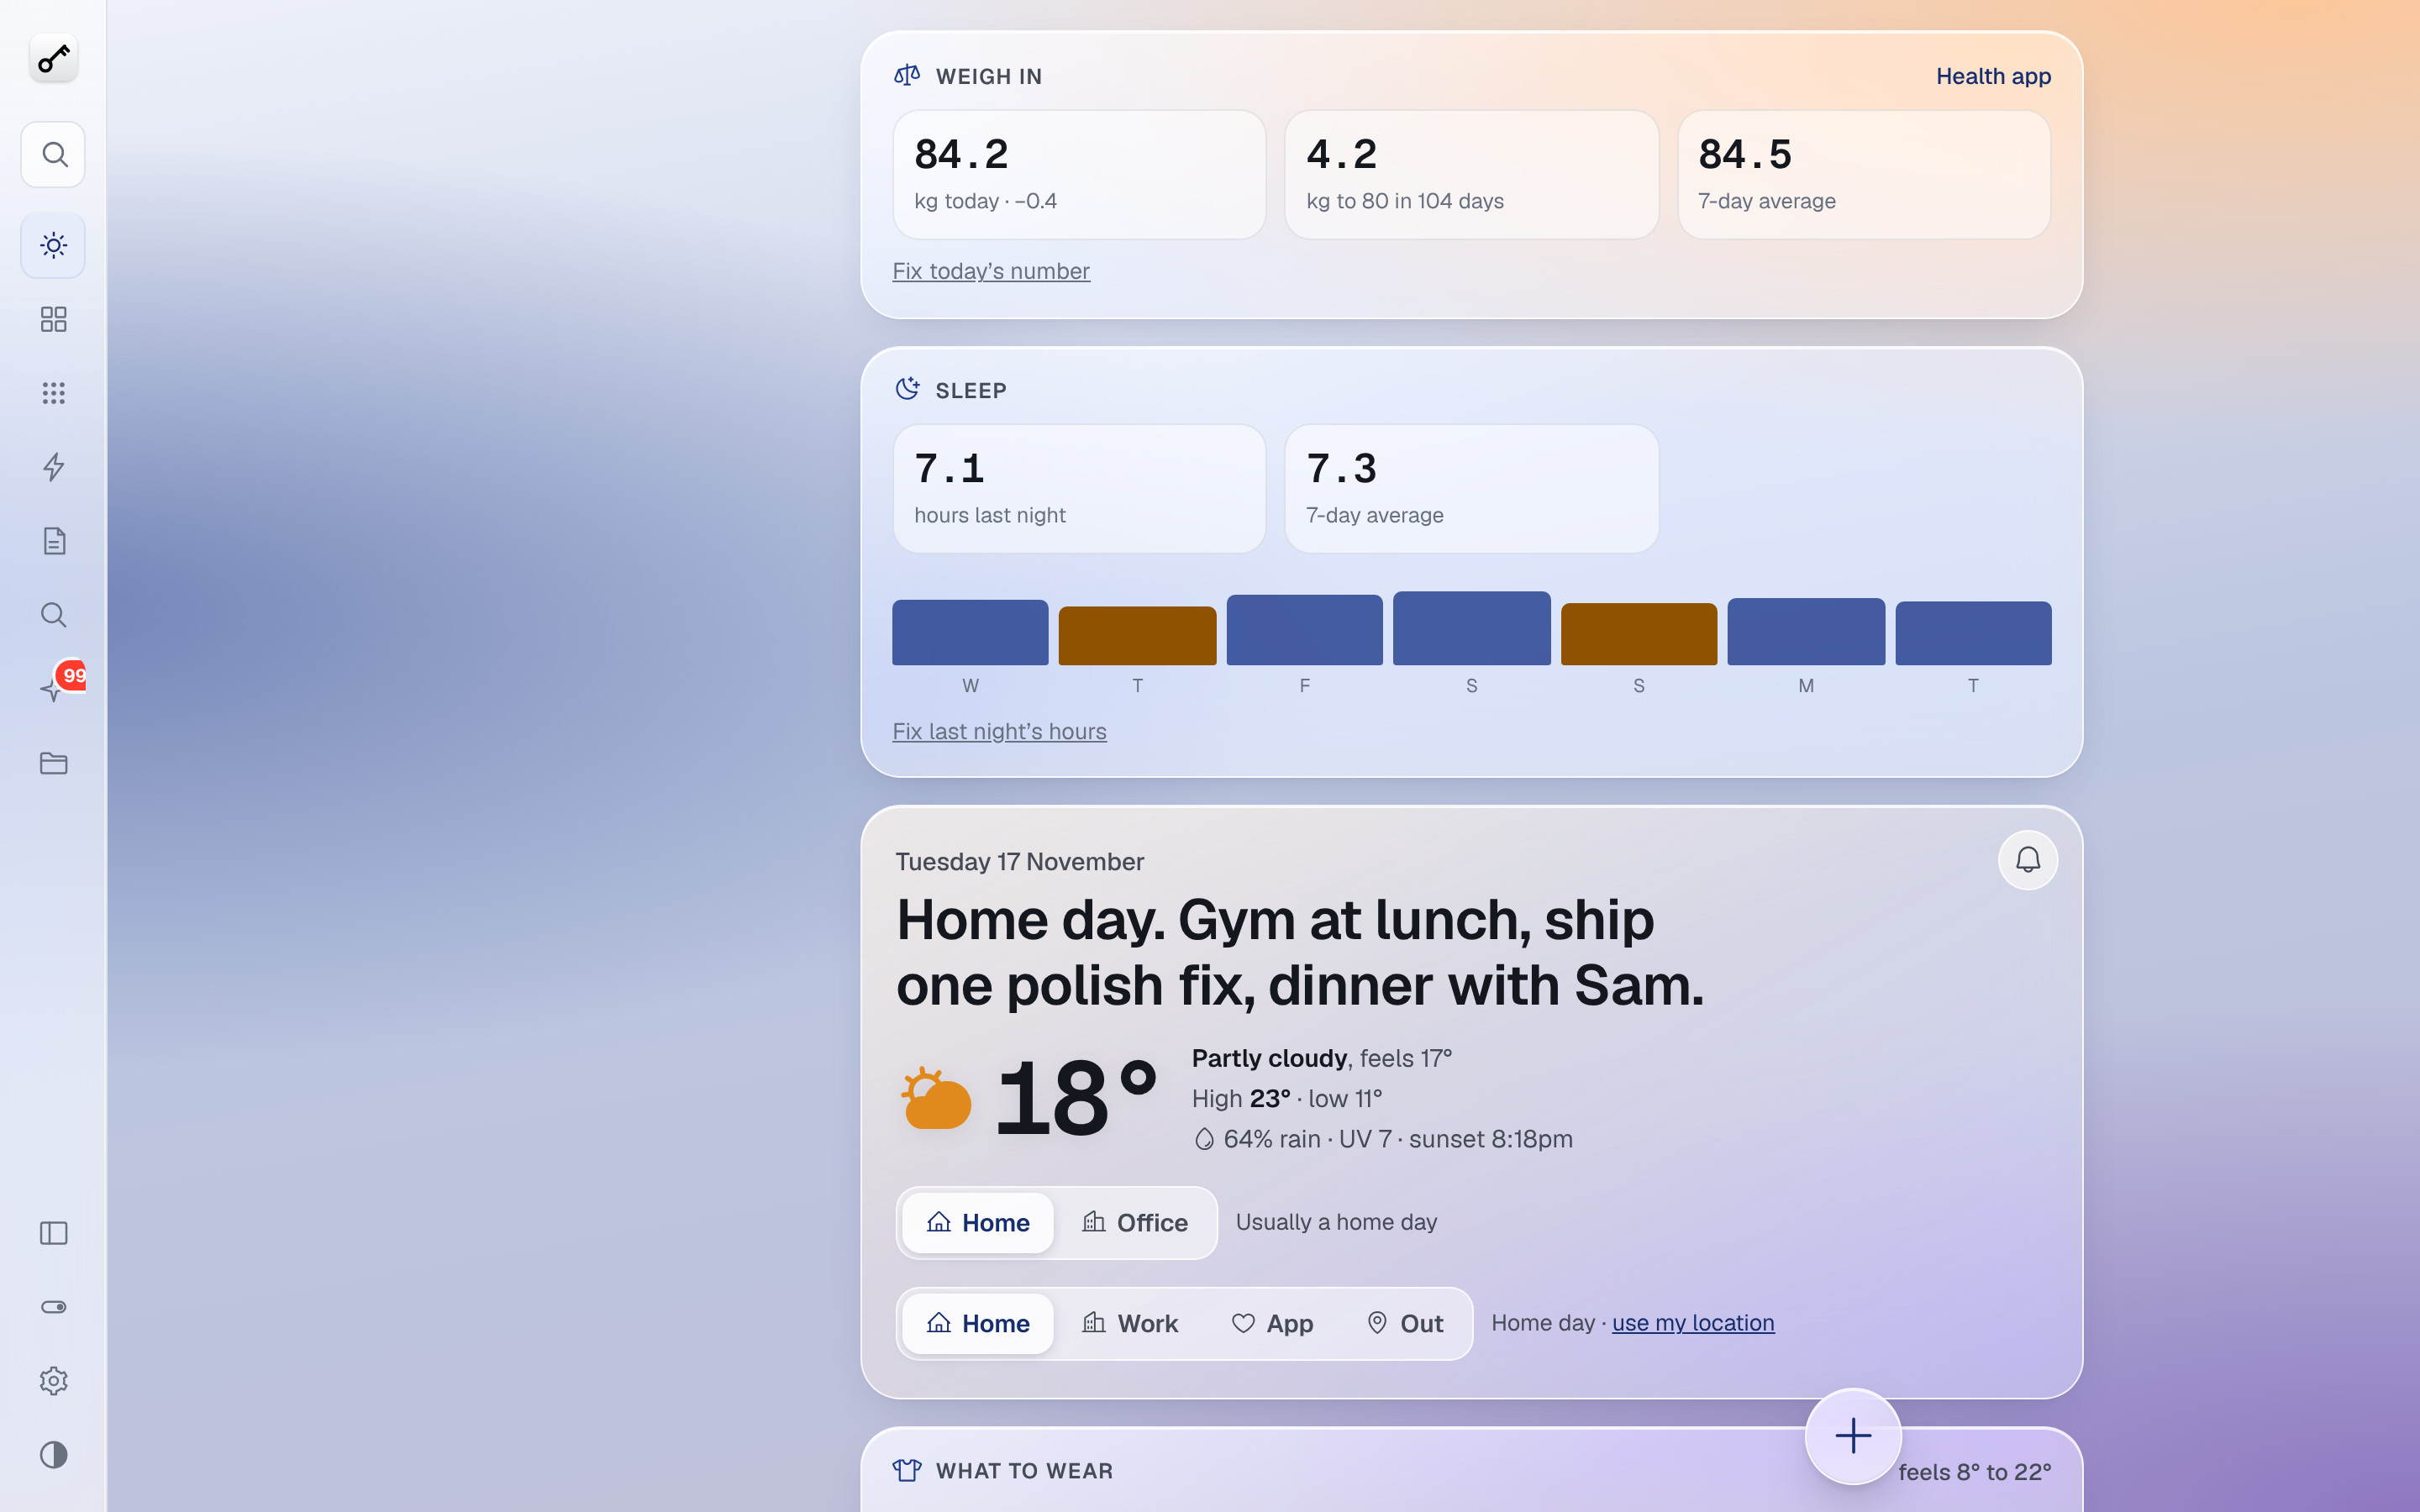 WEIGH IN
Health app
84.2
kg today · −0.4
4.2
kg to 80 in 104 days
84.5
7-day average
Fix today’s number
SLEEP
7.1
hours last night
7.3
7-day average
W T F S S M T
Fix last night’s hours
99
Tuesday 17 November
Home day. Gym at lunch, ship
one polish fix, dinner with Sam.
18°
Partly cloudy, feels 17°
High 23° · low 11°
64% rain · UV 7 · sunset 8:18pm
Home Office Usually a home day
Home Work App Out Home day · use my location
WHAT TO WEAR
feels 8° to 22°